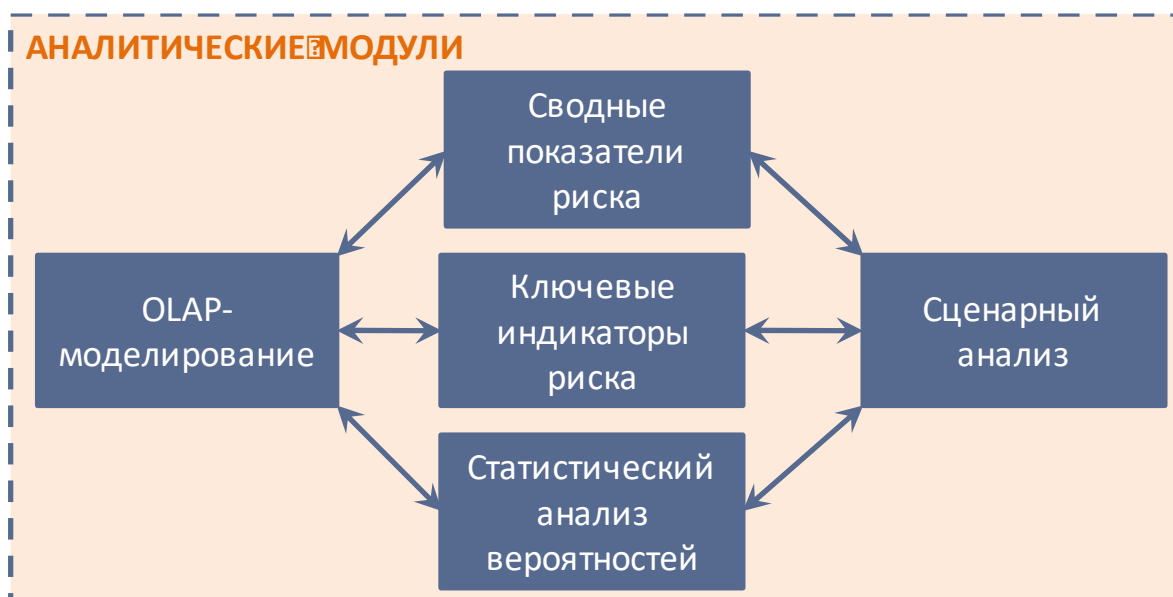 АНАЛИТИЧЕСКИЕ МОДУЛИ
Сводные
показатели
риска
OLAP-
моделирование
Ключевые
индикаторы
риска
Сценарный
анализ
Статистический
анализ
вероятностей